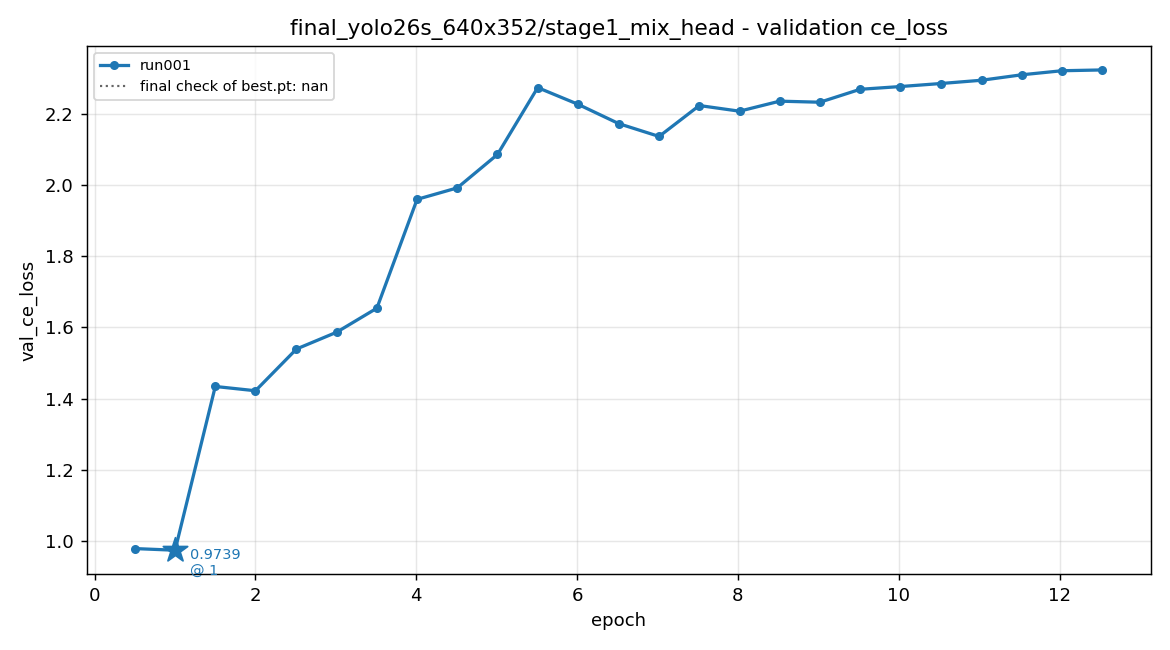 final_yolo26s_640x352/stage1_mix_head - validation ce_loss
run001
final check of best.pt: nan
2.2
2.0
1.8
1.6
1.4
1.2
1.0
val_ce_loss
0.9739
@ 1
0 2 4 6 8 10 12
epoch